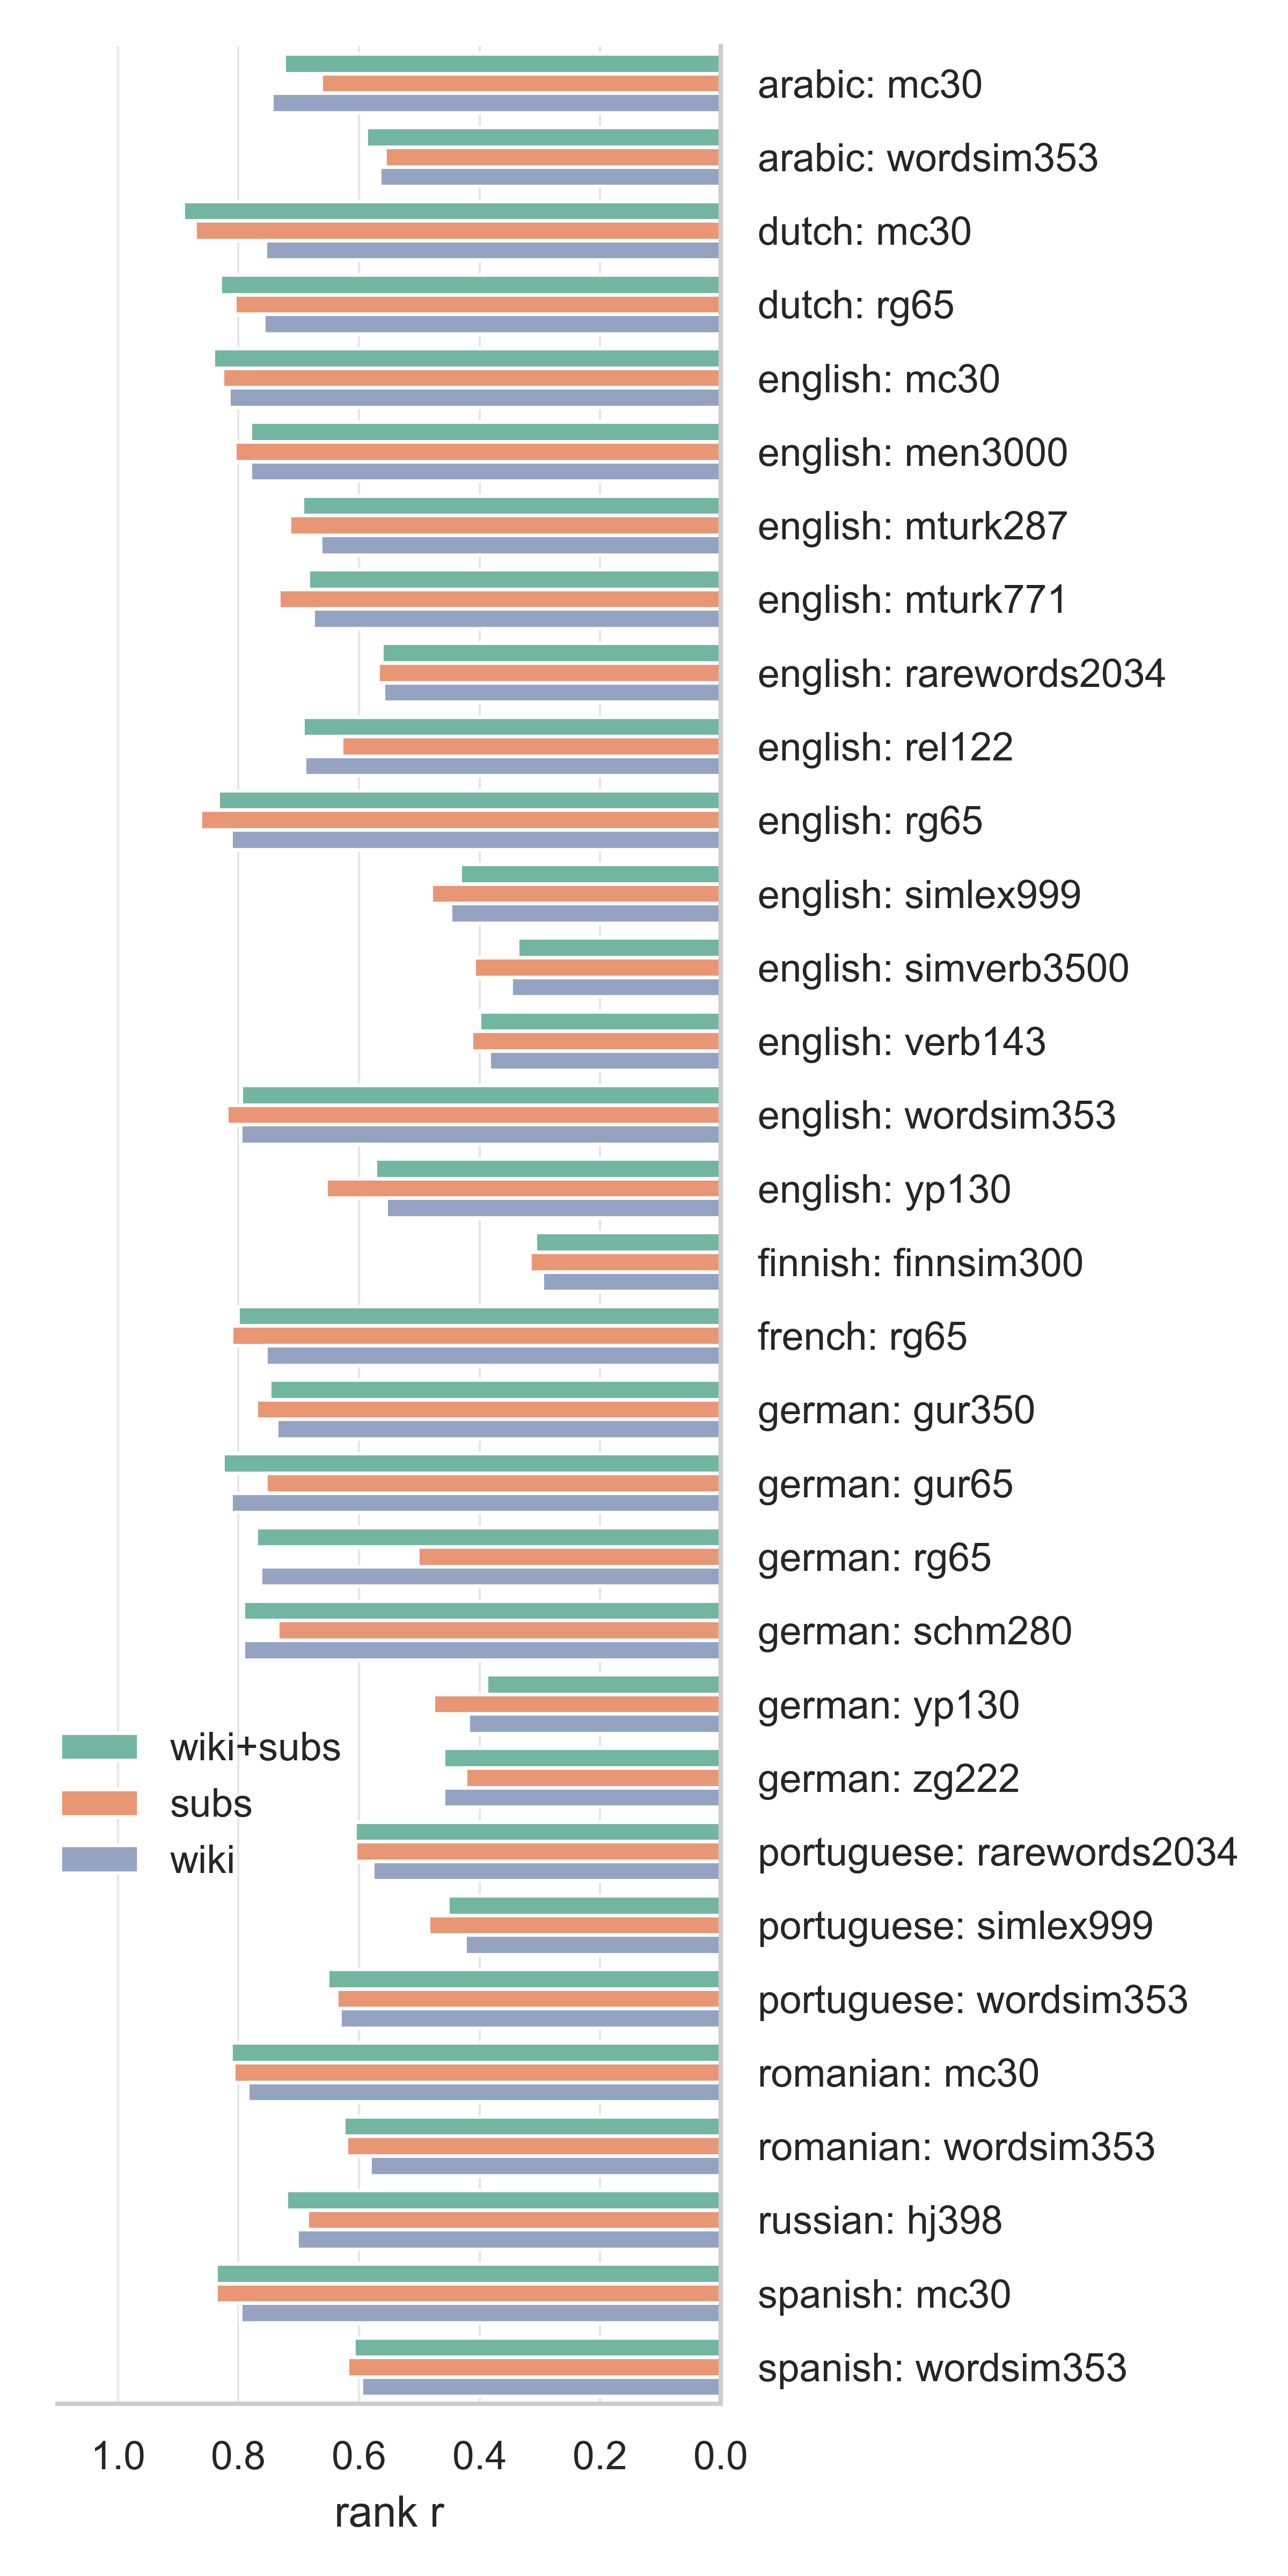 arabic: mc30
arabic: wordsim353
dutch: mc30
dutch: rg65
english: mc30
english: men3000
english: mturk287
english: mturk771
english: rarewords2034
english: rel122
english: rg65
english: simlex999
english: simverb3500
english: verb143
english: wordsim353
english: yp130
finnish: finnsim300
french: rg65
german: gur350
german: gur65
german: rg65
german: schm280
german: yp130
german: zg222
portuguese: rarewords2034
portuguese: simlex999
portuguese: wordsim353
romanian: mc30
romanian: wordsim353
russian: hj398
spanish: mc30
spanish: wordsim353
wiki+subs
subs
wiki
1.0 0.8 0.6 0.4 0.2 0.0
rank r